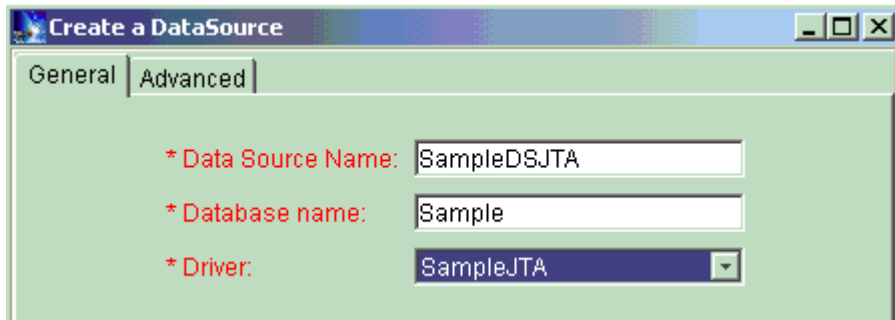 Create a DataSource
General Advanced
* Data Source Name: SampleDSJTA
* Database name: Sample
* Driver: SampleJTA